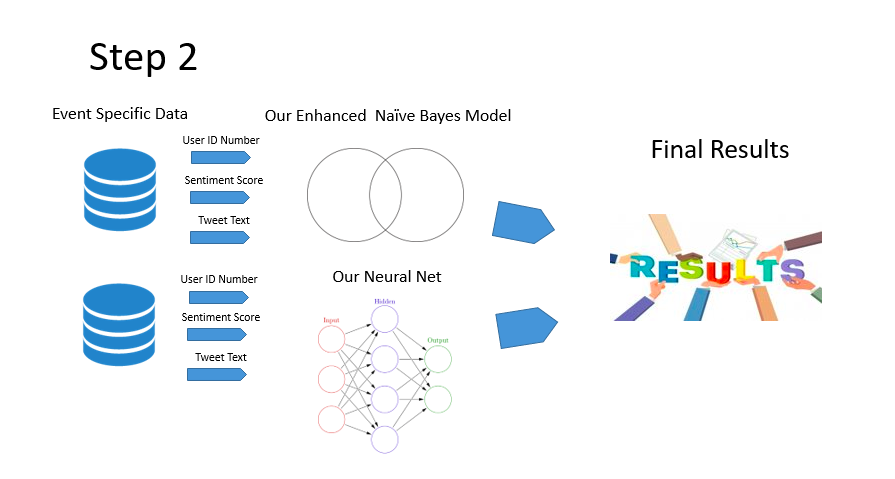 Step 2
Event Specific Data
Our Enhanced  Naïve Bayes Model
User ID Number
Sentiment Score
Tweet Text
Final Results
RESULTS
User ID Number
Sentiment Score
Tweet Text
Our Neural Net
Hidden
Input
Output